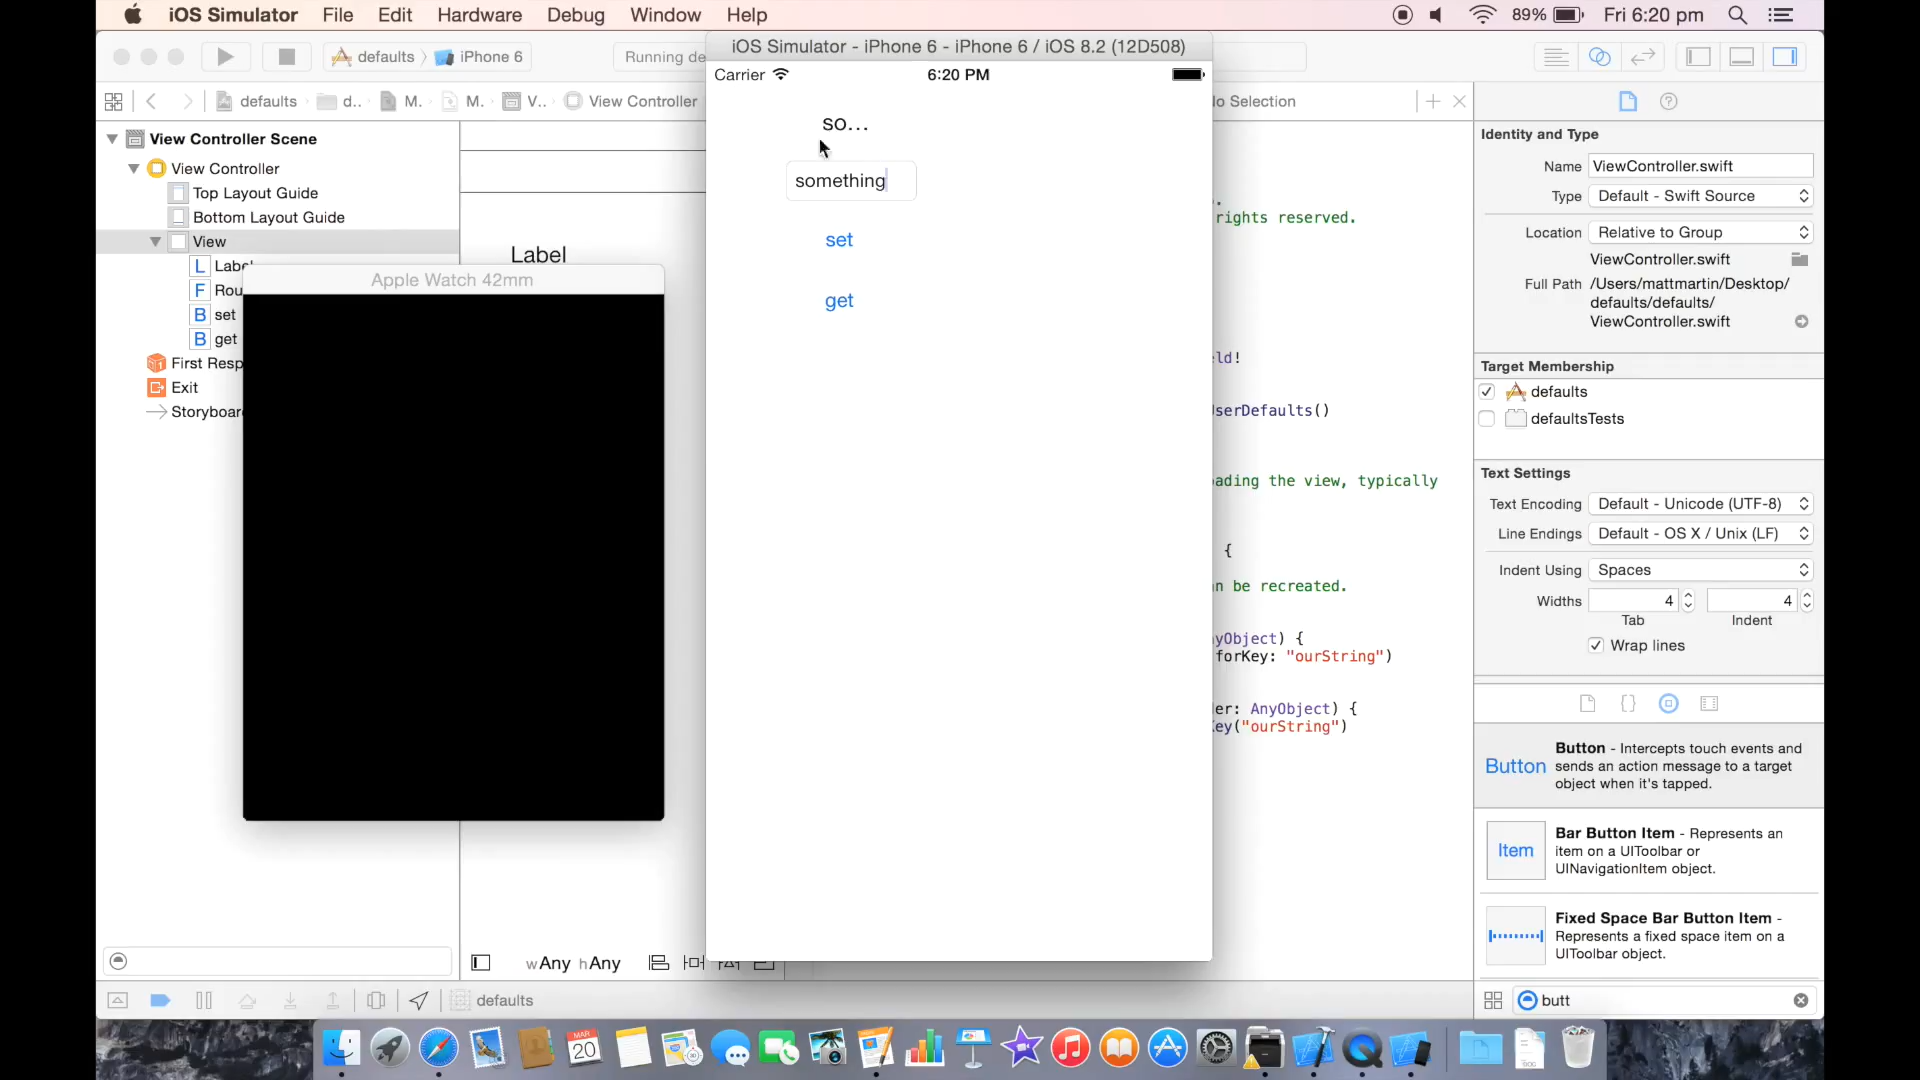 iOS Simulator File Edit Hardware Debug Window Help 89% Fri 6:20 pm
iOS Simulator - iPhone 6 - iPhone 6 / iOS 8.2 (12D508)
defaults iPhone 6 Running de
Carrier 6:20 PM
defaults d.. M. M. V.. View Controller
o Selection
so...
something
set
get
View Controller Scene
View Controller
Top Layout Guide
Bottom Layout Guide
View
L Label
F Rou
B set
B get
First Resp
Exit
Storyboar
Label
Apple Watch 42mm
rights reserved.
ld!
serDefaults()
ading the view, typically
{
n be recreated.
yObject) {
forKey: "ourString")
er: AnyObject) {
ey("ourString")
Identity and Type
Name ViewController.swift
Type Default - Swift Source
Location Relative to Group
ViewController.swift
Full Path /Users/mattmartin/Desktop/
defaults/defaults/
ViewController.swift
Target Membership
defaults
defaultsTests
Text Settings
Text Encoding Default - Unicode (UTF-8)
Line Endings Default - OS X / Unix (LF)
Indent Using Spaces
Widths 4 4
Tab Indent
Wrap lines
Button Button - Intercepts touch events and
sends an action message to a target
object when it's tapped.
Item Bar Button Item - Represents an
item on a UIToolbar or
UINavigationItem object.
Fixed Space Bar Button Item -
Represents a fixed space item on a
UIToolbar object.
wAny hAny
defaults
butt
MAR
20